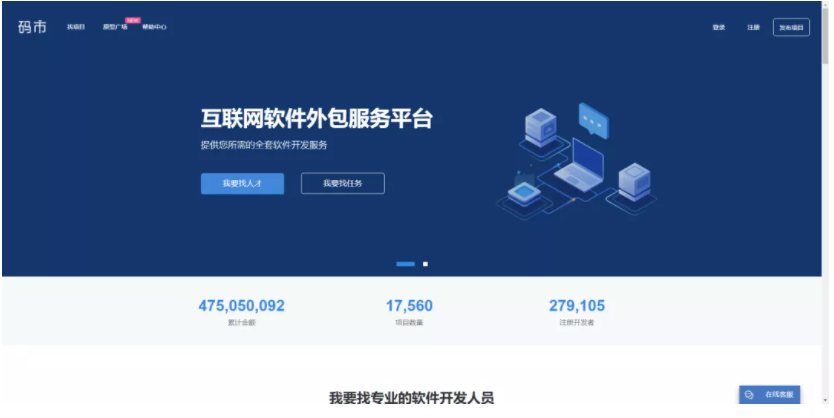 码市
找项目
原型广场
NEW
帮助中心
登录
注册
发布项目
互联网软件外包服务平台
提供您所需的全套软件开发服务
我要找人才
我要找任务
475,050,092
17,560
279,105
累计金额
项目数量
注册开发者
我要找专业的软件开发人员
在线客服